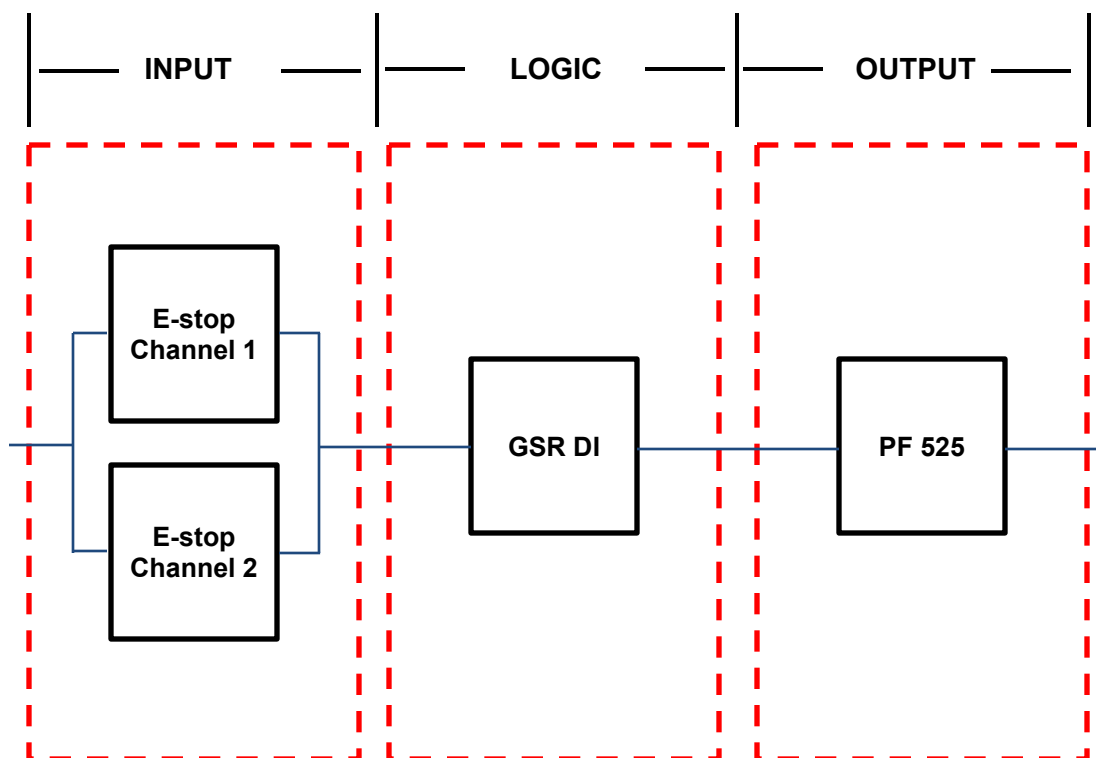 INPUT
LOGIC
OUTPUT
E-stop
Channel 1
E-stop
Channel 2
GSR DI
PF 525